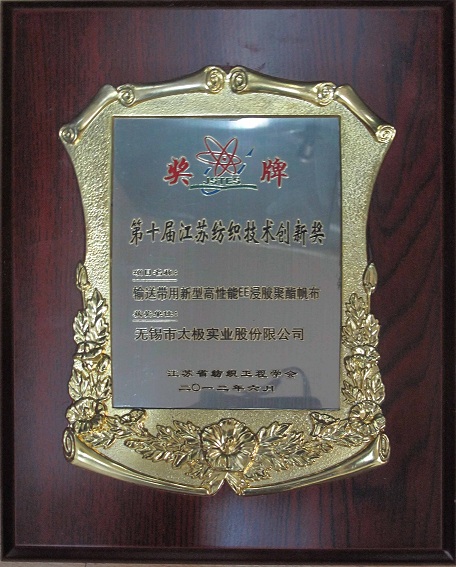 奖 牌
JSTES
第十届江苏纺织技术创新奖
项目名称:
输送带用新型高性能EE浸胶聚酯帆布
获奖单位:
无锡市太极实业股份限公司
江苏省纺织工程学会
二〇一二年六月